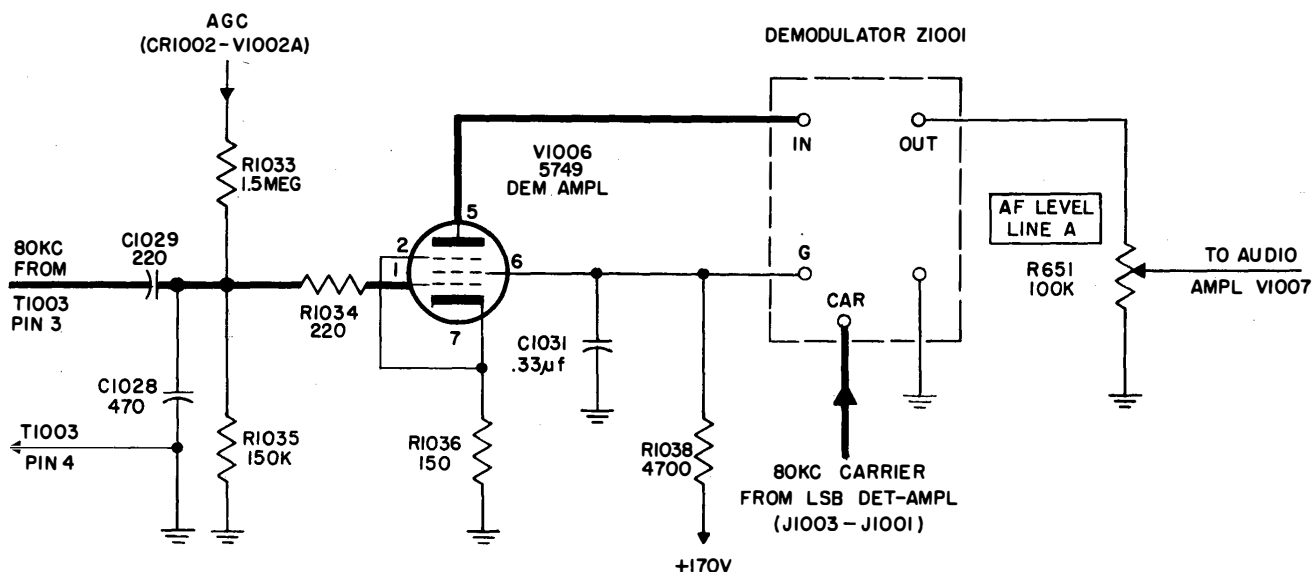 AGC
(CR1002-V1002A)
DEMODULATOR Z1001
R1033
1.5MEG
V1006
5749
DEM AMPL
IN
OUT
80KC
FROM
T1003
PIN 3
C1029
220
2
1
5
6
7
R1034
220
G
AF LEVEL
LINE A
R651
100K
TO AUDIO
AMPL V1007
CAR
C1028
470
C1031
.33µf
T1003
PIN 4
R1035
150K
R1036
150
R1038
4700
80KC CARRIER
FROM LSB DET-AMPL
(J1003-J1001)
+170V